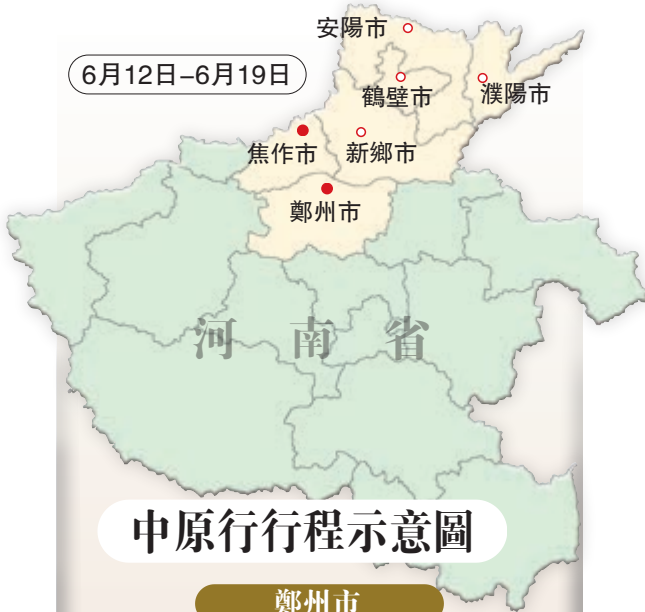 安陽市
6月12日–6月19日
鶴壁市
濮陽市
焦作市
新鄉市
鄭州市
河南省
中原行行程示意圖
鄭州市